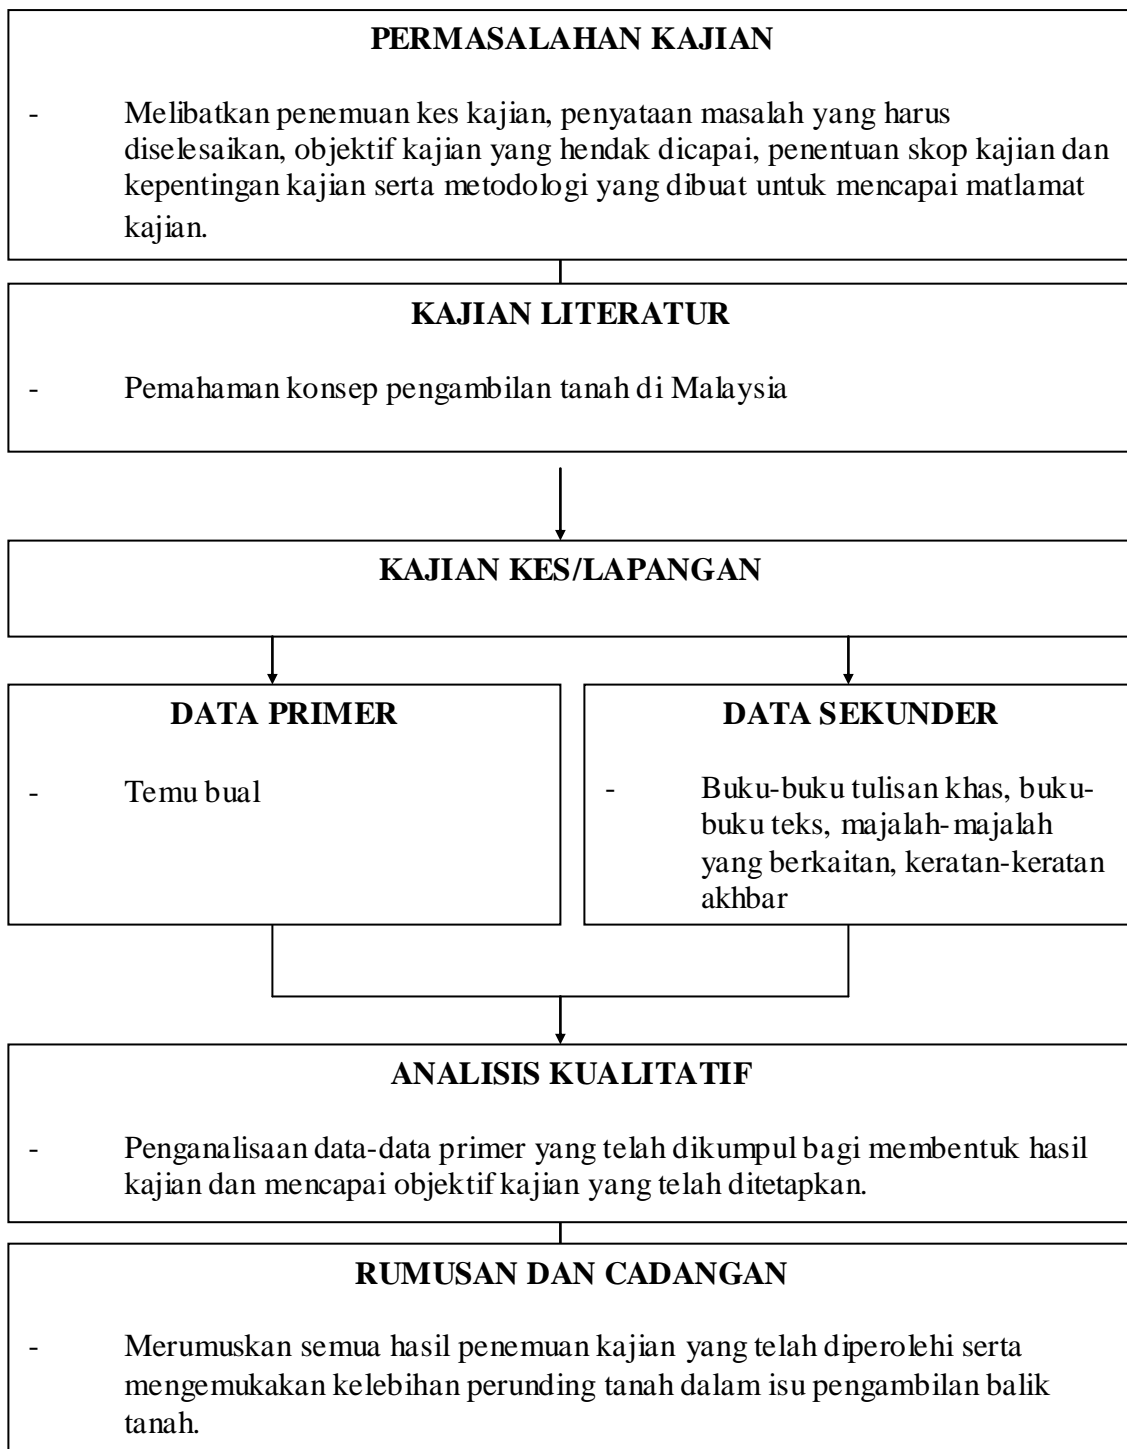 PERMASALAHAN KAJIAN
- Melibatkan penemuan kes kajian, penyataan masalah yang harus
diselesaikan, objektif kajian yang hendak dicapai, penentuan skop kajian dan
kepentingan kajian serta metodologi yang dibuat untuk mencapai matlamat
kajian.
KAJIAN LITERATUR
- Pemahaman konsep pengambilan tanah di Malaysia
KAJIAN KES/LAPANGAN
DATA PRIMER
- Temu bual
DATA SEKUNDER
- Buku-buku tulisan khas, buku-
buku teks, majalah-majalah
yang berkaitan, keratan-keratan
akhbar
ANALISIS KUALITATIF
- Penganalisaan data-data primer yang telah dikumpul bagi membentuk hasil
kajian dan mencapai objektif kajian yang telah ditetapkan.
RUMUSAN DAN CADANGAN
- Merumuskan semua hasil penemuan kajian yang telah diperolehi serta
mengemukakan kelebihan perunding tanah dalam isu pengambilan balik
tanah.